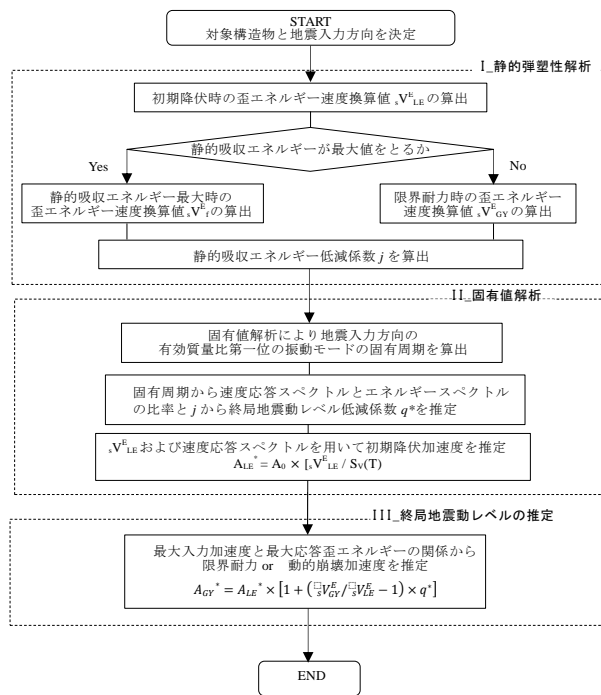 START
対象構造物と地震入力方向を決定
I_静的弾塑性解析
初期降伏時の歪エネルギー速度換算値 ₛVᴱ_LE の算出
静的吸収エネルギーが最大値をとるか
Yes
No
静的吸収エネルギー最大時の
歪エネルギー速度換算値 ₛVᴱ_f の算出
限界耐力時の歪エネルギー
速度換算値 ₛVᴱ_GY の算出
静的吸収エネルギー低減係数 j を算出
II_固有値解析
固有値解析により地震入力方向の
有効質量比第一位の振動モードの固有周期を算出
固有周期から速度応答スペクトルとエネルギースペクトル
の比率と j から終局地震動レベル低減係数 q*を推定
ₛVᴱ_LE および速度応答スペクトルを用いて初期降伏加速度を推定
A_LE* = A₀ × [ₛVᴱ_LE / S_V(T)
III_終局地震動レベルの推定
最大入力加速度と最大応答歪エネルギーの関係から
限界耐力 or 動的崩壊加速度を推定
A_GY* = A_LE* × [1 + (□ₛVᴱ_GY/□ₛVᴱ_LE − 1) × q*]
END